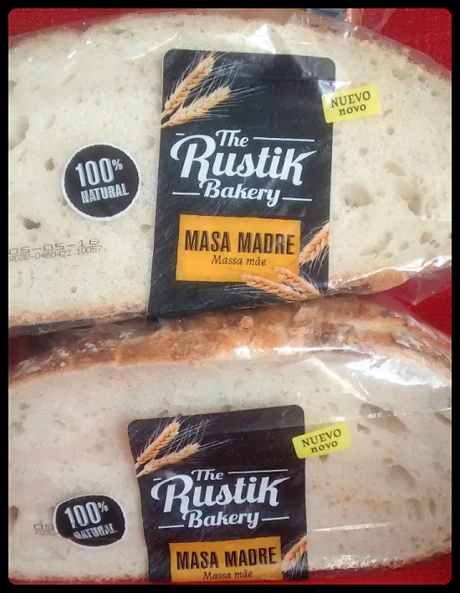 NUEVO
novo
100%
NATURAL
The
Rustik
Bakery
MASA MADRE
Massa mãe
05-05-16
NUEVO
novo
100%
NATURAL
The
Rustik
Bakery
MASA MADRE
Massa mãe
05